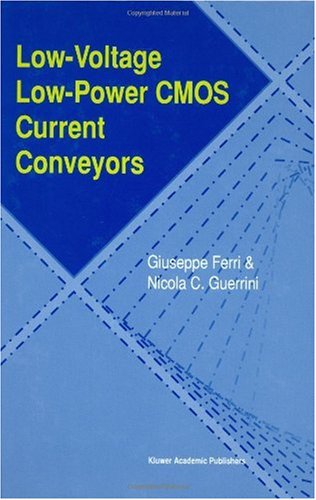 Low-Voltage
Low-Power CMOS
Current
Conveyors
Giuseppe Ferri &
Nicola C. Guerrini
Kluwer Academic Publishers